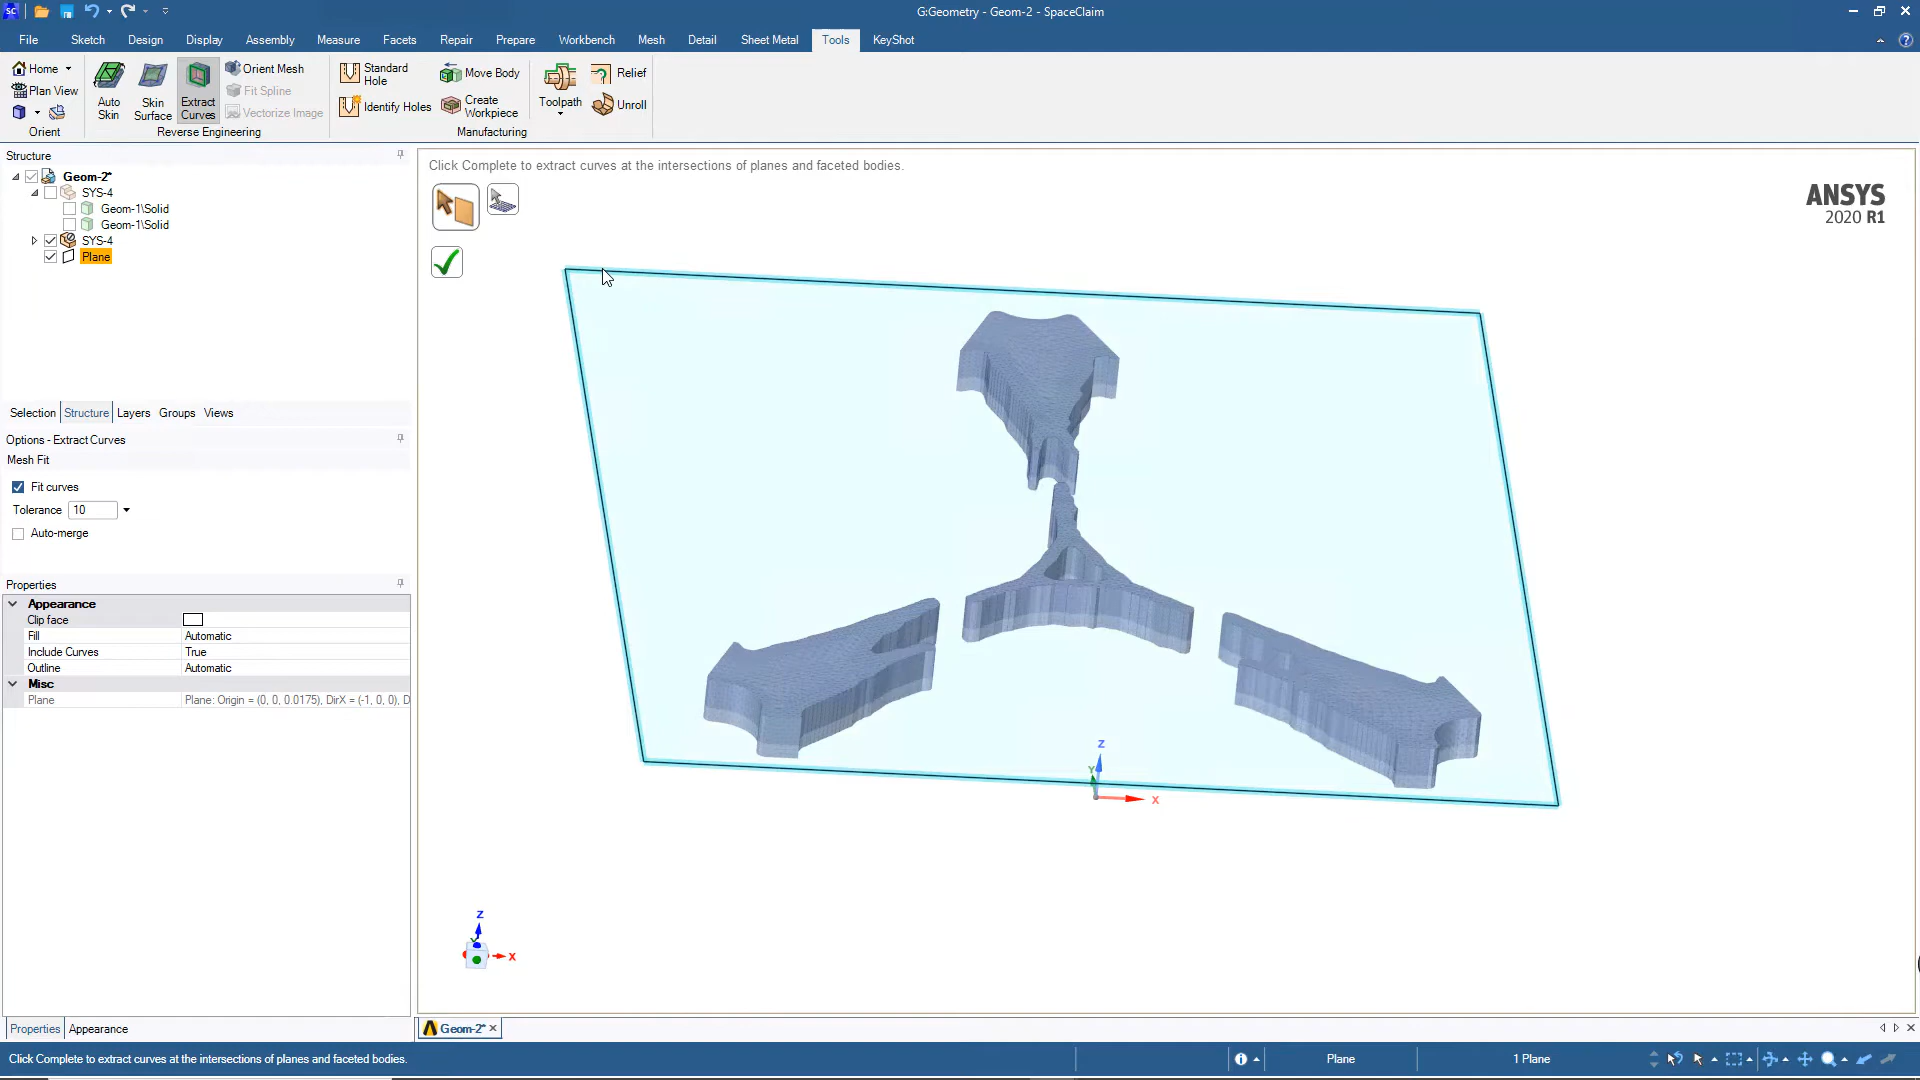 SC
G:Geometry - Geom-2 - SpaceClaim
File Sketch Design Display Assembly Measure Facets Repair Prepare Workbench Mesh Detail Sheet Metal Tools KeyShot
Home
Plan View
Orient
Auto Skin
Skin Surface
Extract Curves
Orient Mesh
Fit Spline
Vectorize Image
Reverse Engineering
Standard Hole
Identify Holes
Move Body
Create Workpiece
Toolpath
Relief
Unroll
Manufacturing
Structure
Geom-2*
SYS-4
Geom-1\Solid
Geom-1\Solid
SYS-4
Plane
Selection Structure Layers Groups Views
Options - Extract Curves
Mesh Fit
Fit curves
Tolerance 10
Auto-merge
Properties
Appearance
Clip face
Fill Automatic
Include Curves True
Outline Automatic
Misc
Plane Plane: Origin = (0, 0, 0.0175), DirX = (-1, 0, 0), D
Properties Appearance
Click Complete to extract curves at the intersections of planes and faceted bodies.
ANSYS
2020 R1
Z
Y
X
Z
Y
X
Geom-2*
Click Complete to extract curves at the intersections of planes and faceted bodies.
Plane
1 Plane